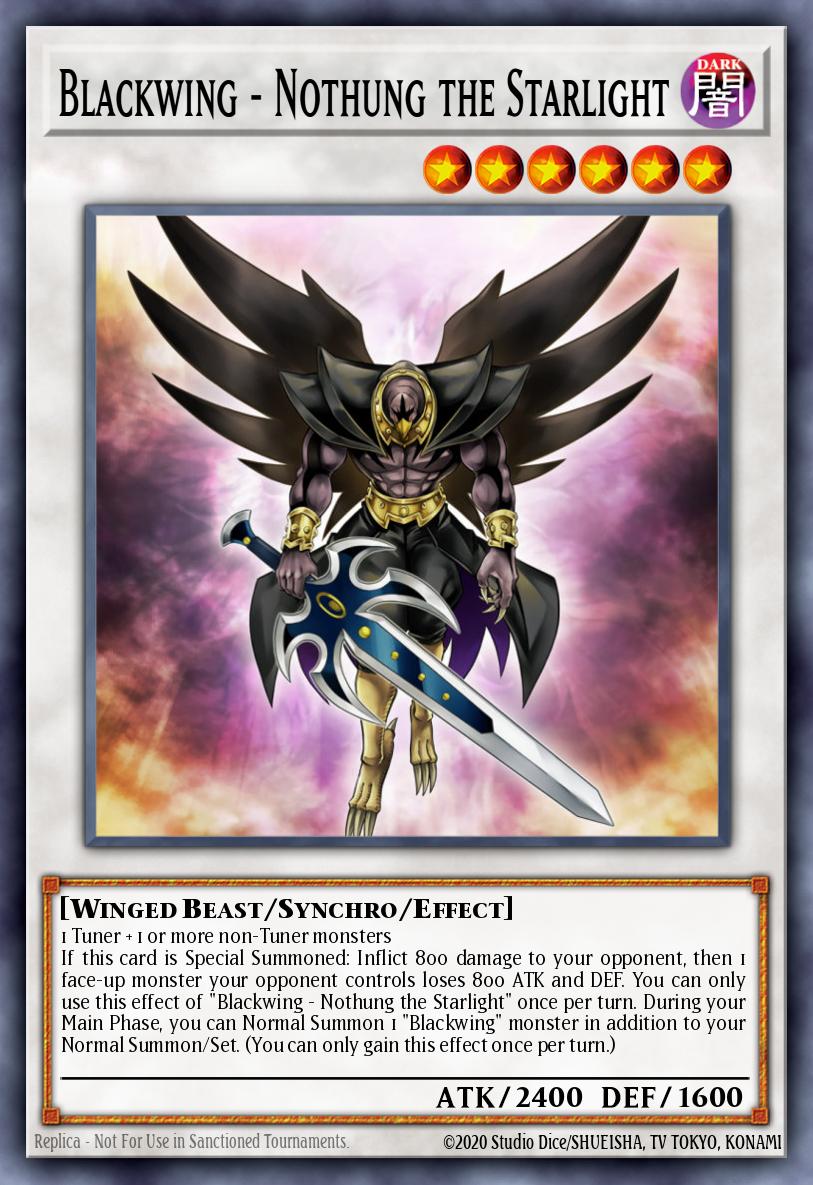 Blackwing - Nothung the Starlight
DARK
闇
[Winged Beast/Synchro/Effect]
1 Tuner + 1 or more non-Tuner monsters
If this card is Special Summoned: Inflict 800 damage to your opponent, then 1
face-up monster your opponent controls loses 800 ATK and DEF. You can only
use this effect of "Blackwing - Nothung the Starlight" once per turn. During your
Main Phase, you can Normal Summon 1 "Blackwing" monster in addition to your
Normal Summon/Set. (You can only gain this effect once per turn.)
ATK/2400 DEF/1600
Replica - Not For Use in Sanctioned Tournaments.
©2020 Studio Dice/SHUEISHA, TV TOKYO, KONAMI